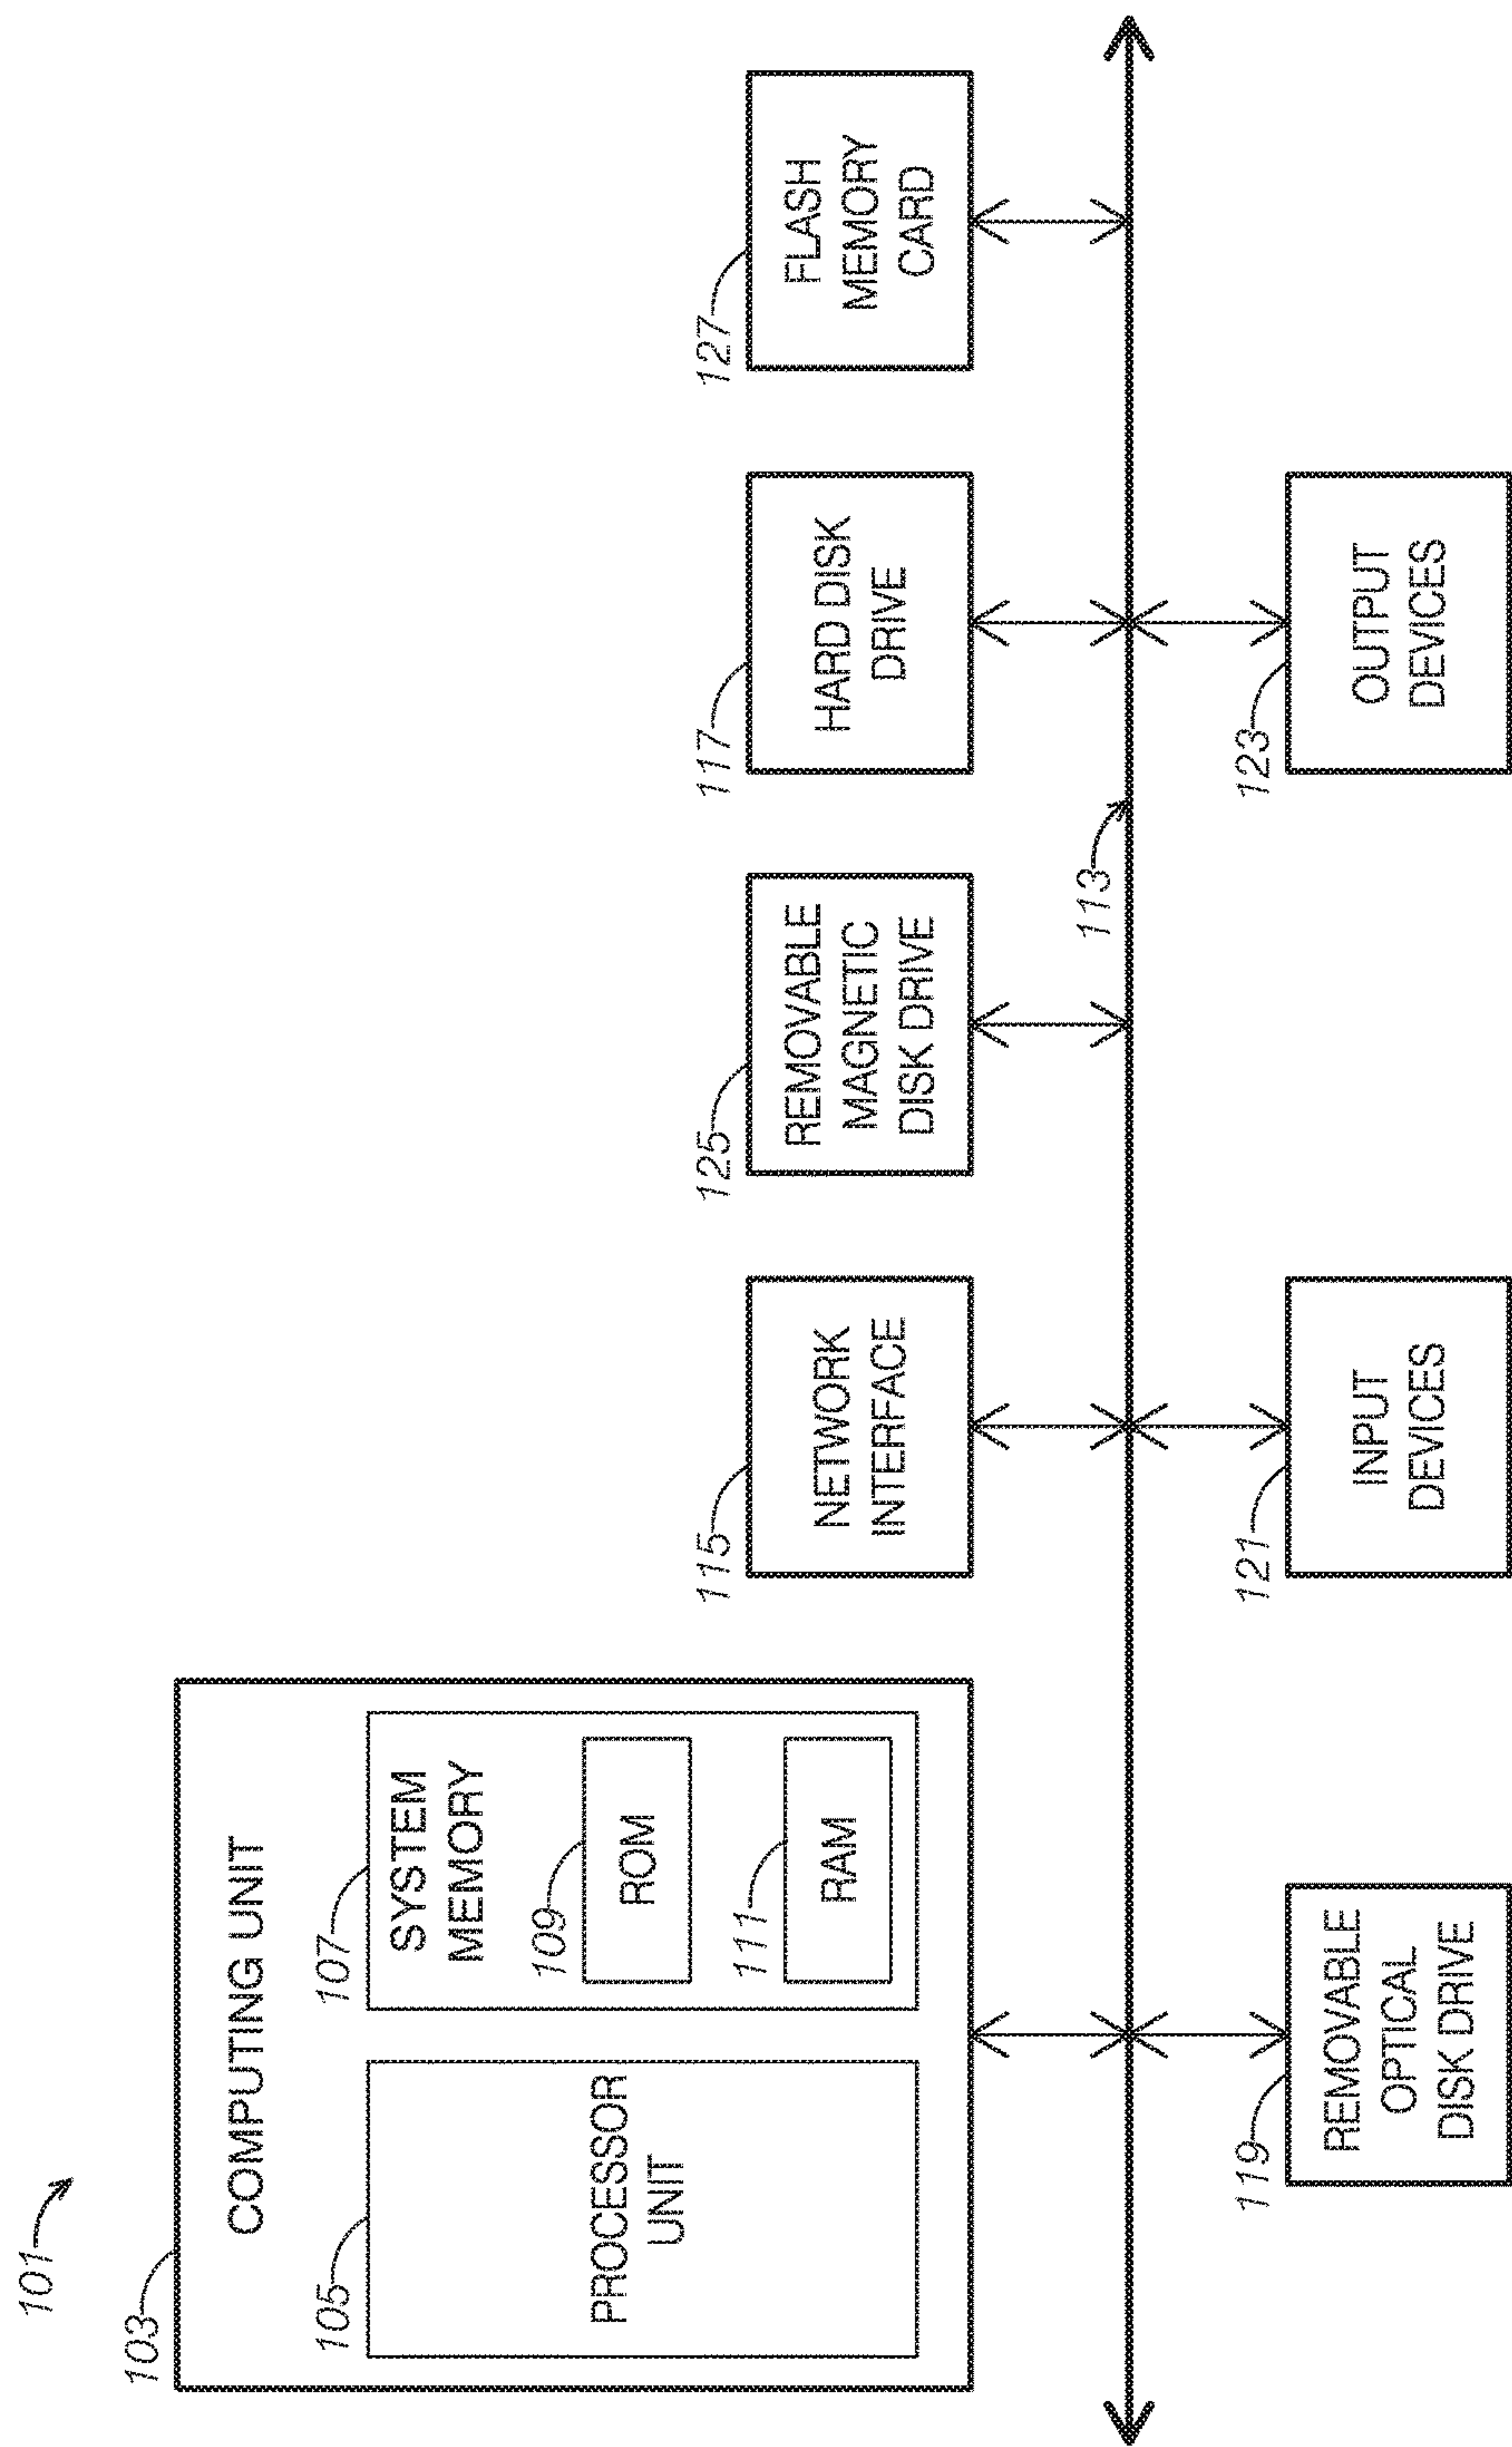 101
103
COMPUTING UNIT
105
PROCESSOR
UNIT
107
SYSTEM
MEMORY
109
ROM
111
RAM
115
NETWORK
INTERFACE
125
REMOVABLE
MAGNETIC
DISK DRIVE
117
HARD DISK
DRIVE
127
FLASH
MEMORY
CARD
113
119
REMOVABLE
OPTICAL
DISK DRIVE
121
INPUT
DEVICES
123
OUTPUT
DEVICES